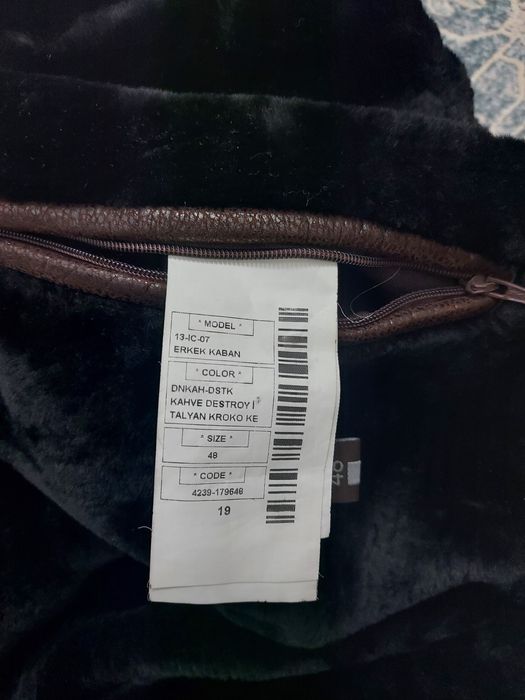 * MODEL *
13-IC-07
ERKEK KABAN
* COLOR *
DNKAH-DSTK
KAHVE DESTROY İ
TALYAN KROKO KE
* SIZE *
48
* CODE *
4239-179648
19
48